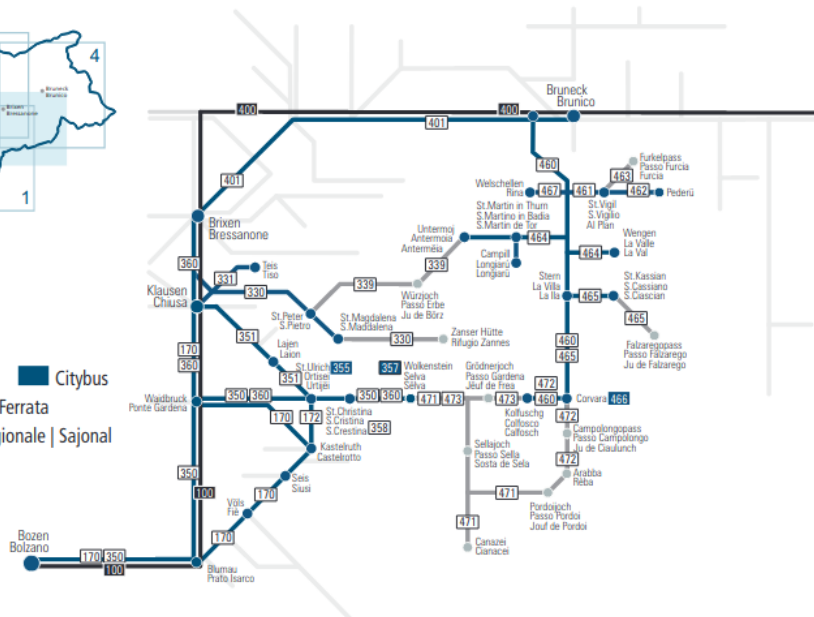 4
Bruneck
Brunico
Brixen
Bressanone
1
Citybus
Ferrata
gionale | Sajonal
400
400
Bruneck
Brunico
401
401
460
Furkelpass
Passo Furcia
Furcia
463
Welschellen
Rina
467
461
462
Pederü
St.Vigil
S.Vigilio
Al Plan
St.Martin in Thurn
S.Martino in Badia
S.Martin de Tor
Brixen
Bressanone
Untermoj
Antermoia
Anterméia
464
Wengen
La Valle
La Val
464
Campill
Longiarù
Longiarü
360
Teis
Tiso
331
339
339
Klausen
Chiusa
330
Würzjoch
Passo Erbe
Ju de Börz
Stern
La Villa
La Ila
465
St.Kassian
S.Cassiano
S.Ciascian
465
St.Peter
S.Pietro
St.Magdalena
S.Maddalena
351
330
Zanser Hütte
Rifugio Zannes
Falzaregopass
Passo Falzarego
Ju de Falzarego
Lajen
Laion
170
360
460
465
351
St.Ulrich
Ortisei
Urtijëi
355
357
Wolkenstein
Selva
Sëlva
Grödnerjoch
Passo Gardena
Jëuf de Frea
472
Waidbruck
Ponte Gardena
350
360
350
360
471
473
473
460
Corvara
466
170
172
St.Christina
S.Cristina
S.Crestina
358
Kolfuschg
Colfosco
Calfosch
472
Campolongopass
Passo Campolongo
Ju de Ciaulunch
Kastelruth
Castelrotto
Sellajoch
Passo Sella
Sosta de Sela
472
Arabba
Rèba
350
Seis
Siusi
100
170
471
Völs
Fiè
Pordoijoch
Passo Pordoi
Jouf de Pordoi
471
170
Canazei
Cianacei
Bozen
Bolzano
170
350
100
Blumau
Prato Isarco